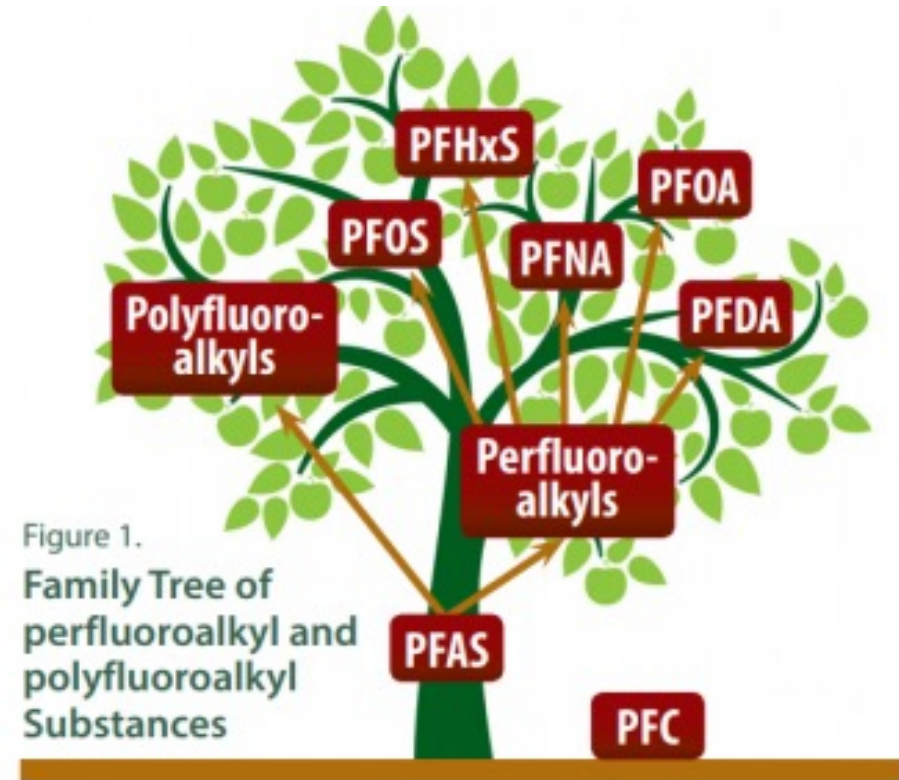 PFHxS
PFOA
PFOS
PFNA
Polyfluoro-
alkyls
PFDA
Perfluoro-
alkyls
Figure 1.
Family Tree of
perfluoroalkyl and
polyfluoroalkyl
Substances
PFAS
PFC